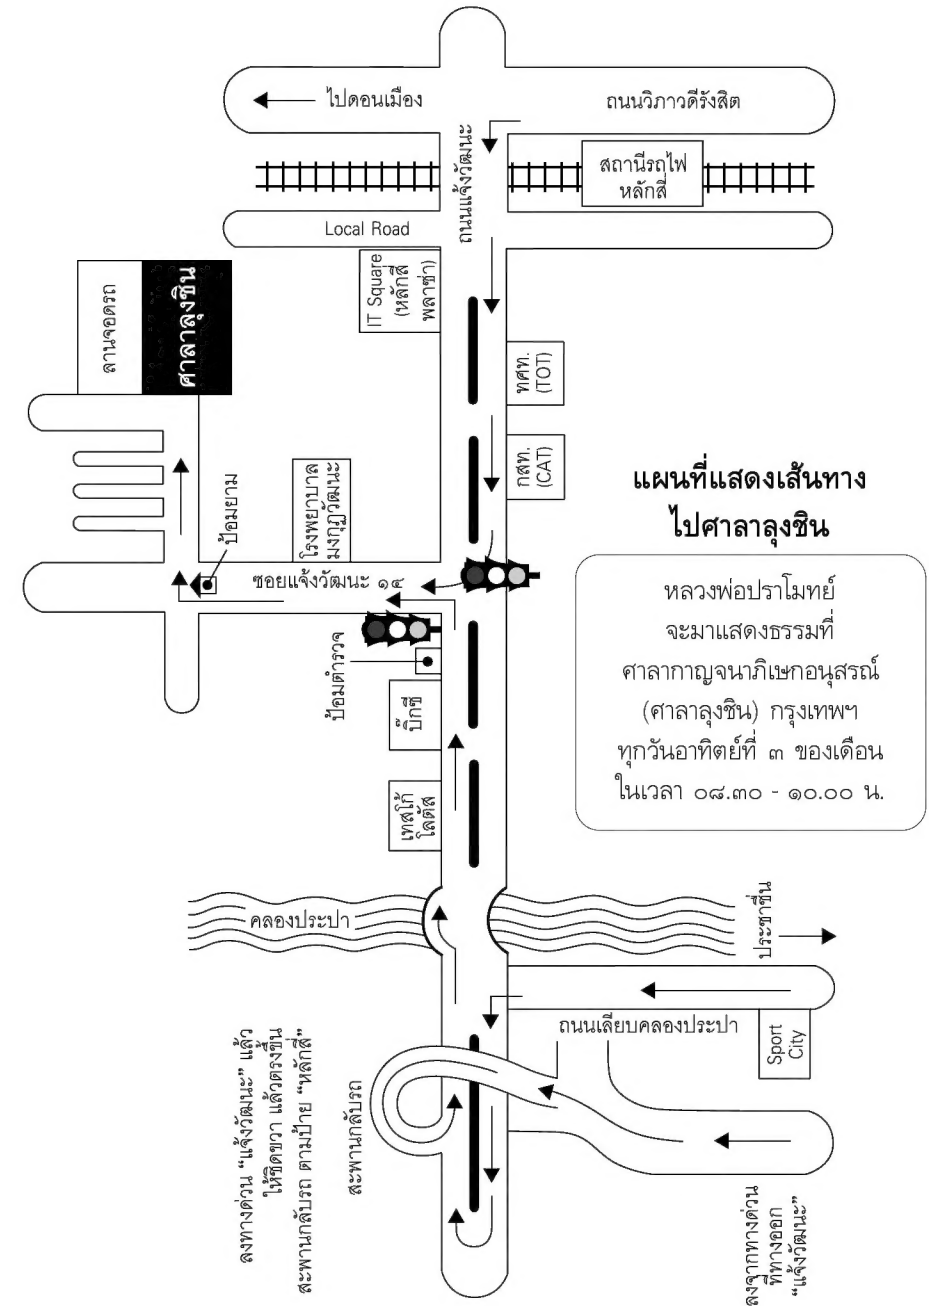 ไปดอนเมือง
ถนนวิภาวดีรังสิต
ถนนแจ้งวัฒนะ
สถานีรถไฟ
หลักสี่
Local Road
IT Square
(หลักสี่
พลาซ่า)
ลานจอดรถ
ศาลาลุงชิน
ทศท.
(TOT)
กสท.
(CAT)
ป้อมยาม
โรงพยาบาล
มงกุฎวัฒนะ
ซอยแจ้งวัฒนะ ๑๔
แผนที่แสดงเส้นทาง
ไปศาลาลุงชิน
หลวงพ่อปราโมทย์
จะมาแสดงธรรมที่
ศาลากาญจนาภิเษกอนุสรณ์
(ศาลาลุงชิน) กรุงเทพฯ
ทุกวันอาทิตย์ที่ ๓ ของเดือน
ในเวลา ๐๘.๓๐ - ๑๐.๐๐ น.
ป้อมตำรวจ
บิ๊กซี
เทสโก้
โลตัส
คลองประปา
ประชาชื่น
ถนนเลียบคลองประปา
Sport
City
สะพานกลับรถ
ลงทางด่วน “แจ้งวัฒนะ” แล้ว
ให้ชิดขวา แล้วตรงขึ้น
สะพานกลับรถ ตามป้าย “หลักสี่”
ลงจากทางด่วน
ที่ทางออก
“แจ้งวัฒนะ”